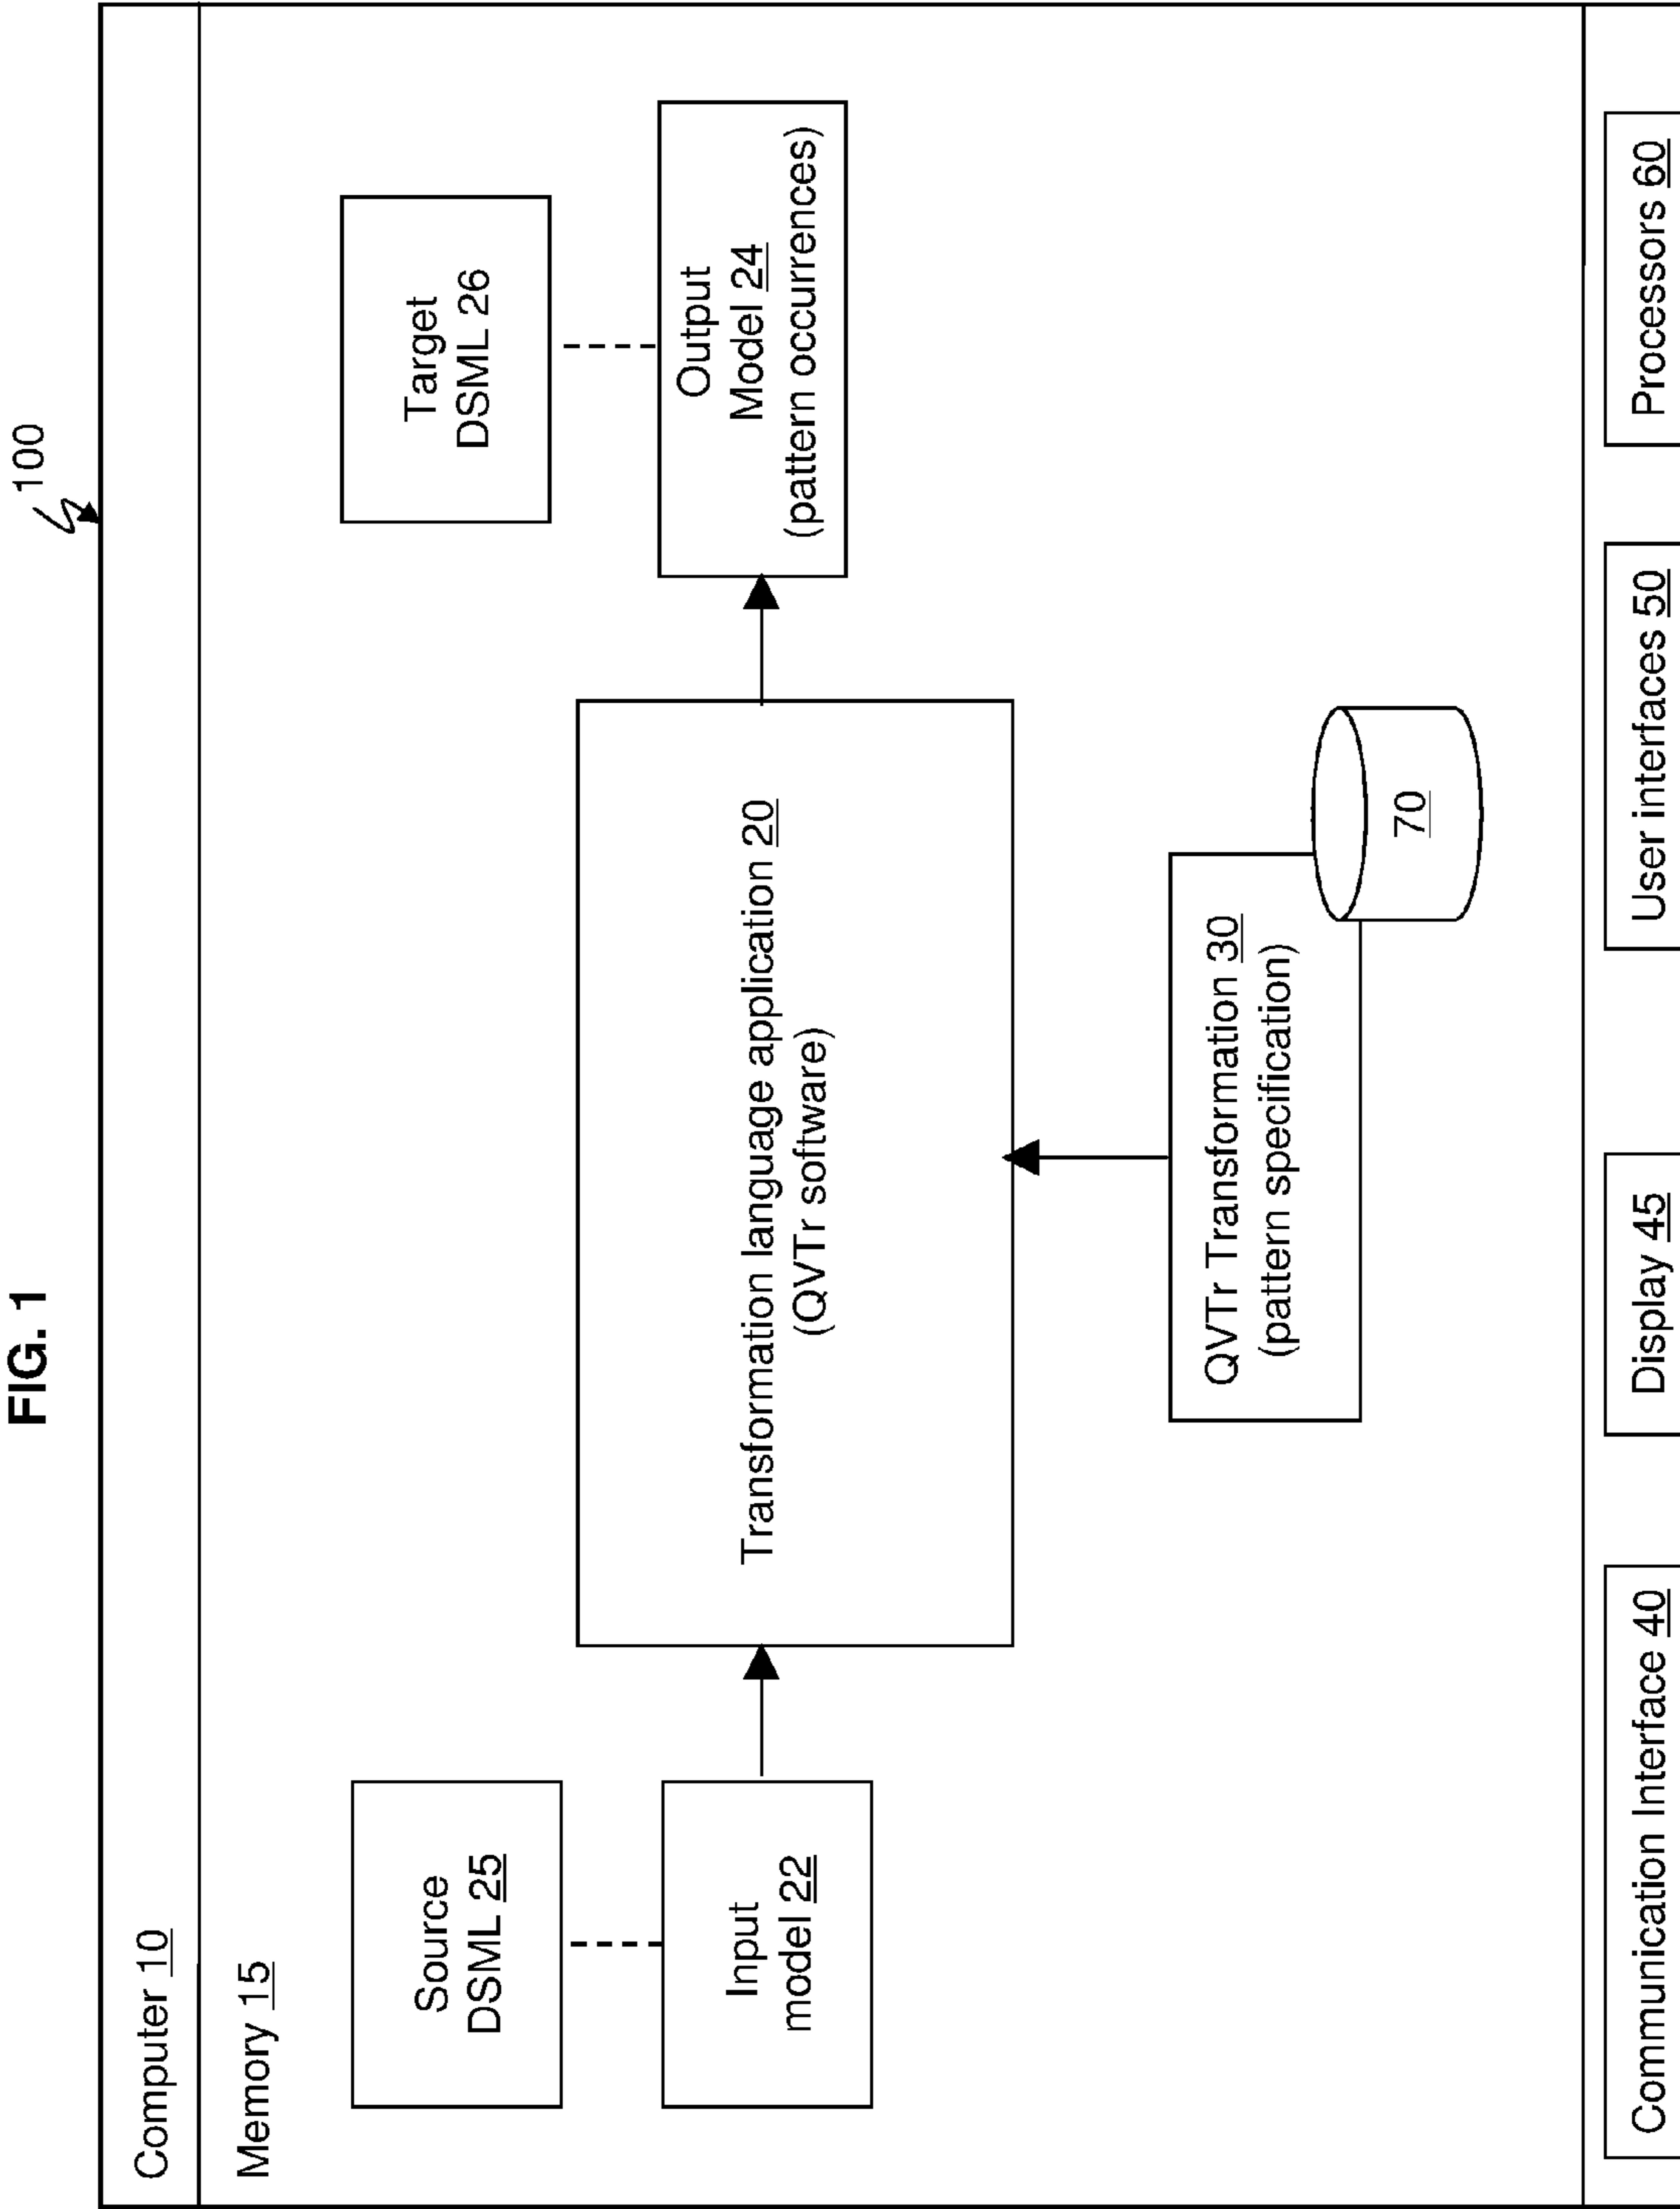 FIG. 1
100
Computer 10
Memory 15
Source
DSML 25
Target
DSML 26
Input
model 22
Transformation language application 20
(QVTr software)
Output
Model 24
(pattern occurrences)
QVTr Transformation 30
(pattern specification)
70
Communication Interface 40
Display 45
User interfaces 50
Processors 60